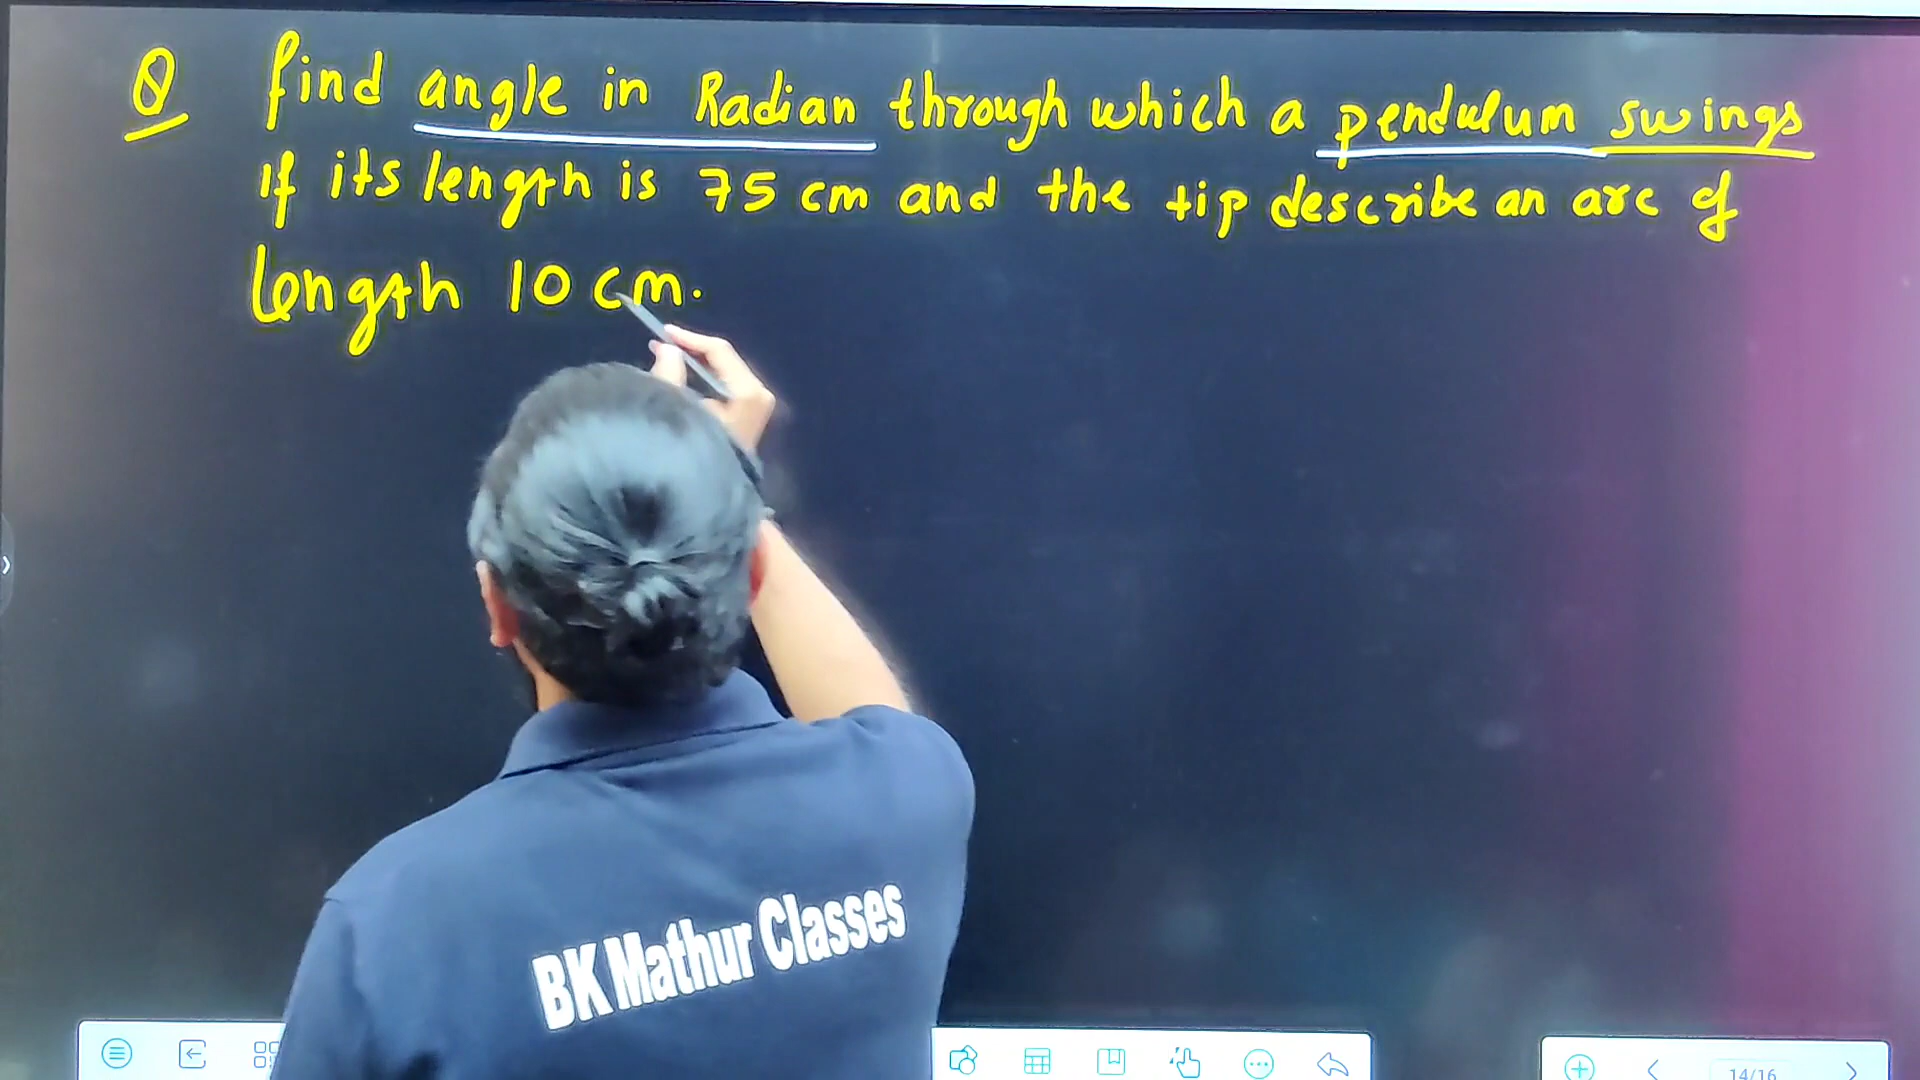 Q find angle in Radian through which a pendulum swings
if its length is 75 cm and the tip describe an arc of
length 10 cm.
BK Mathur Classes
14/16